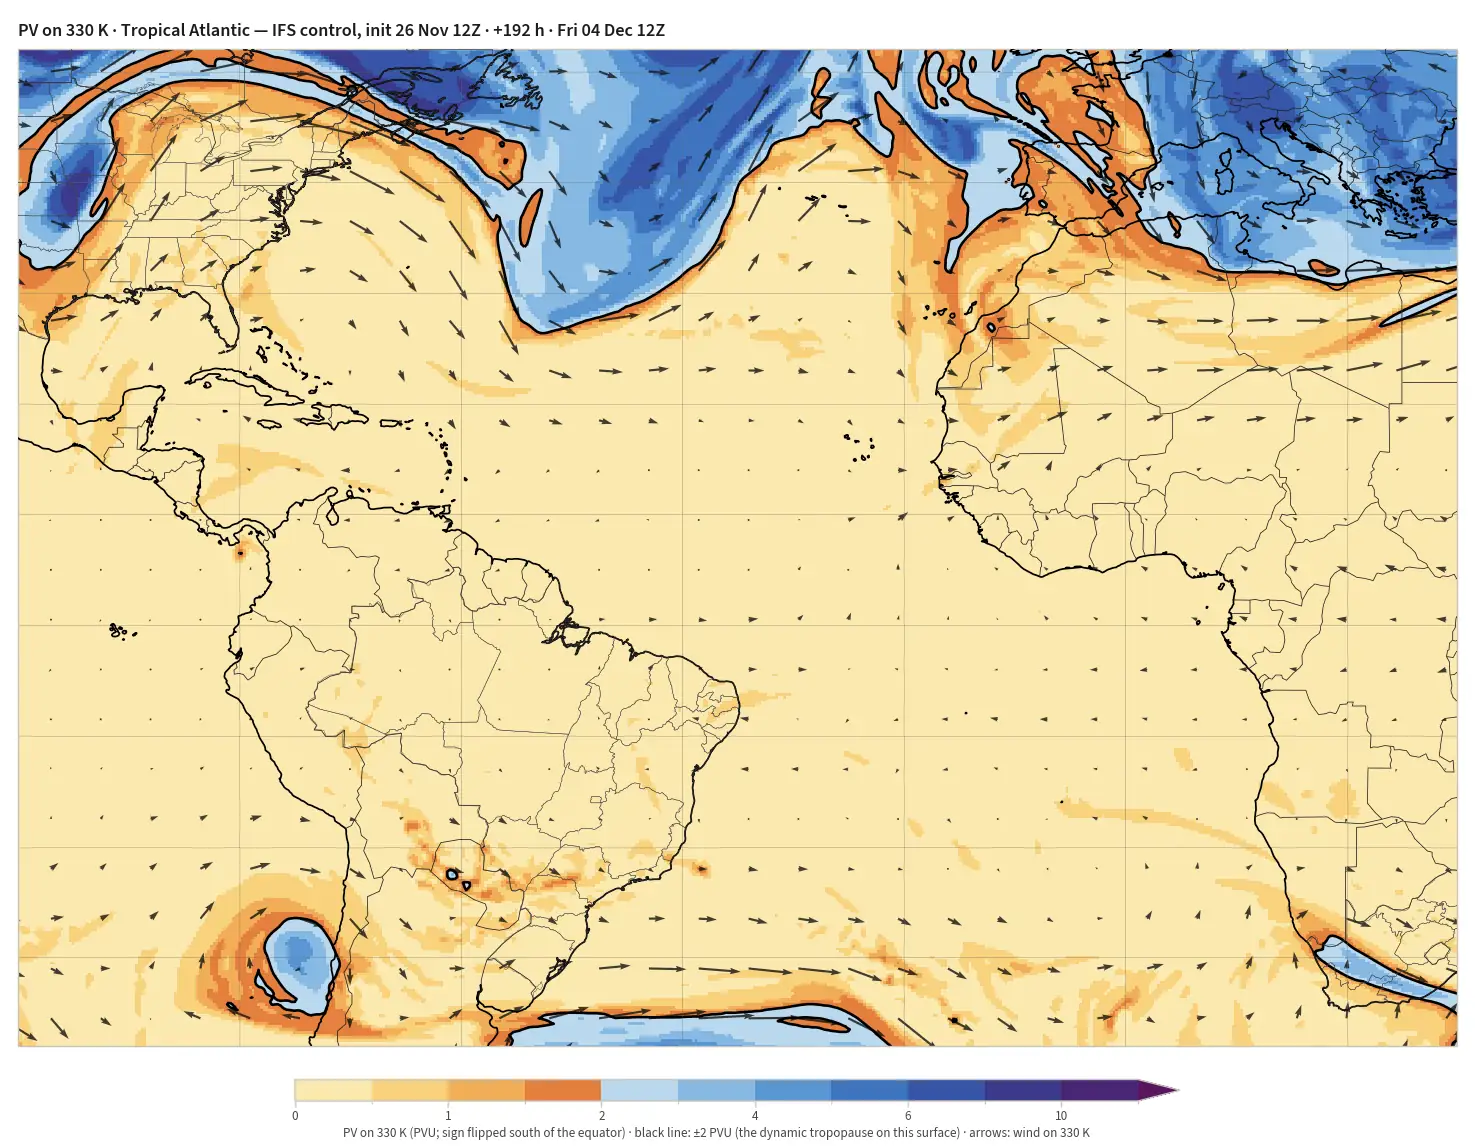 PV on 330 K · Tropical Atlantic — IFS control, init 26 Nov 12Z · +192 h · Fri 04 Dec 12Z
0 1 2 4 6 10
PV on 330 K (PVU; sign flipped south of the equator) · black line: ±2 PVU (the dynamic tropopause on this surface) · arrows: wind on 330 K